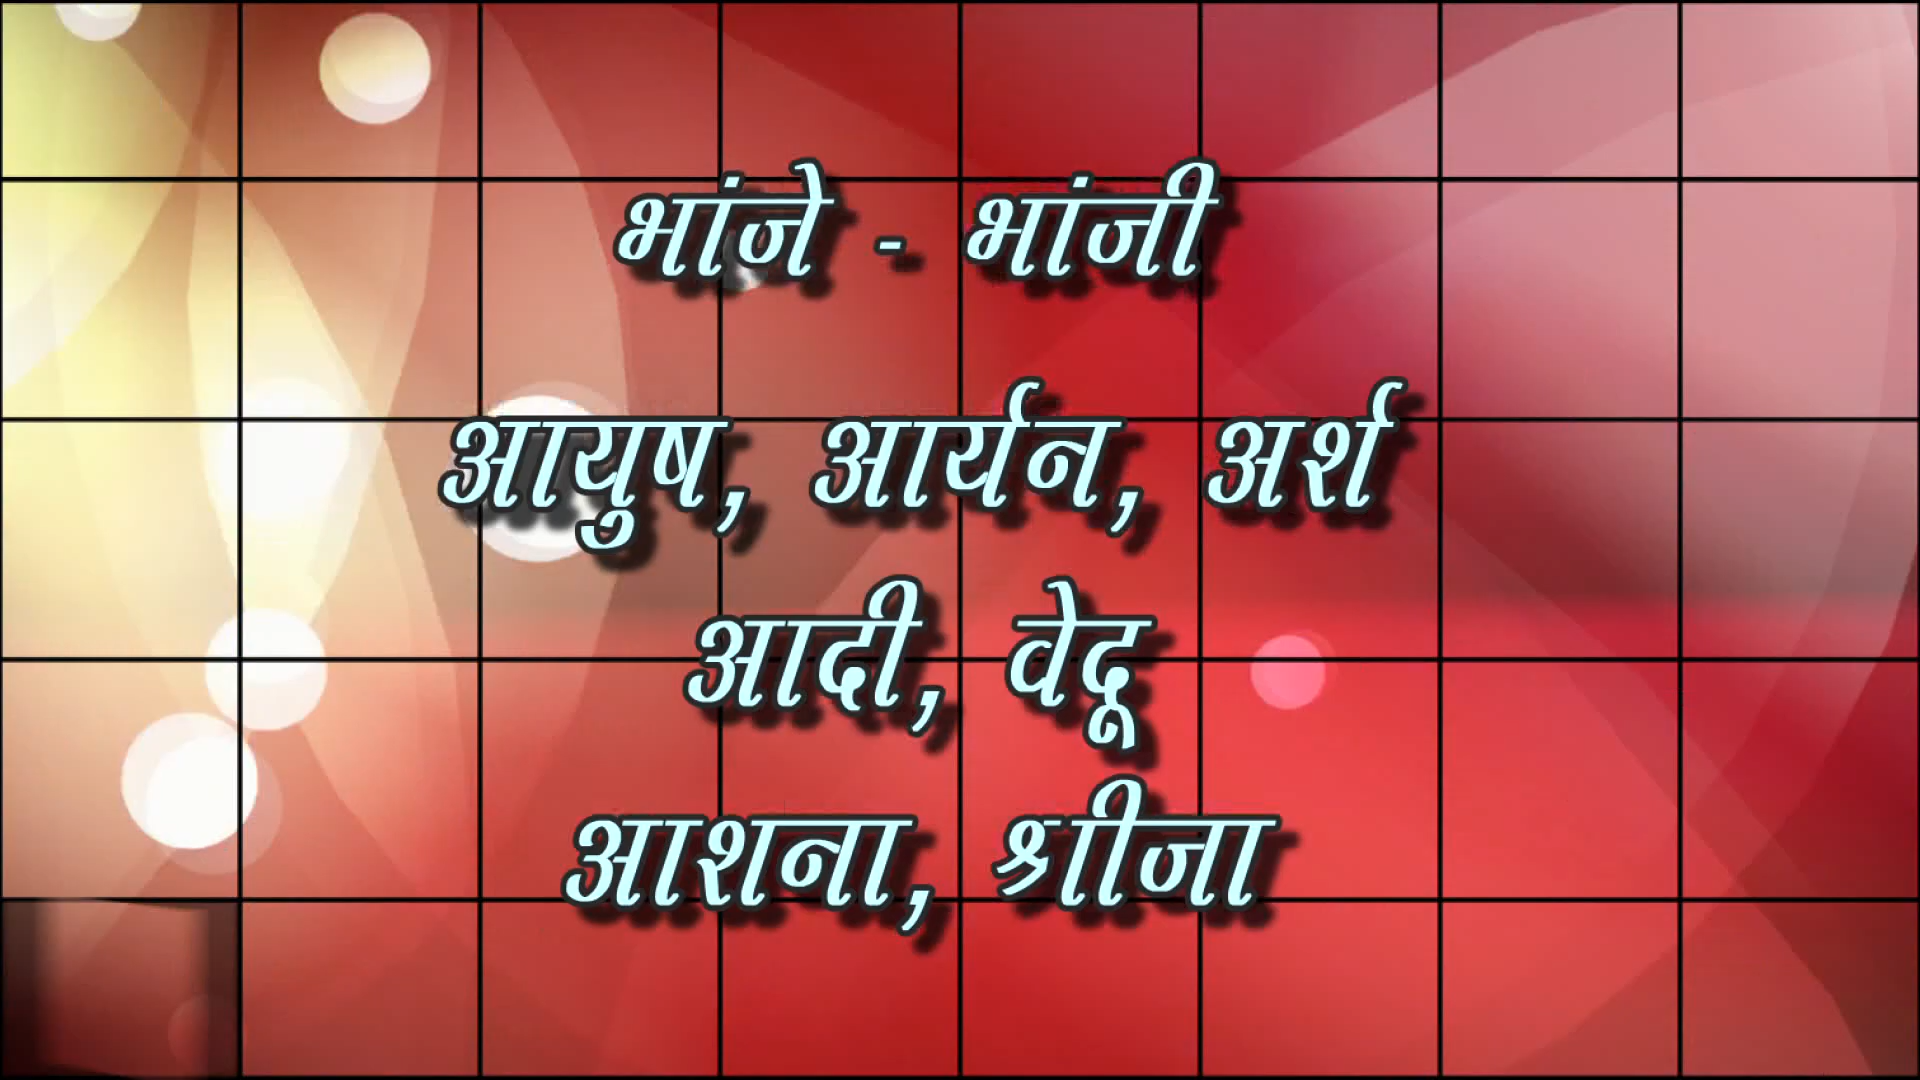 भांजे - भांजी
आयुष, आर्यन, अर्श
आदी, वेदू
आशना, श्रीजा